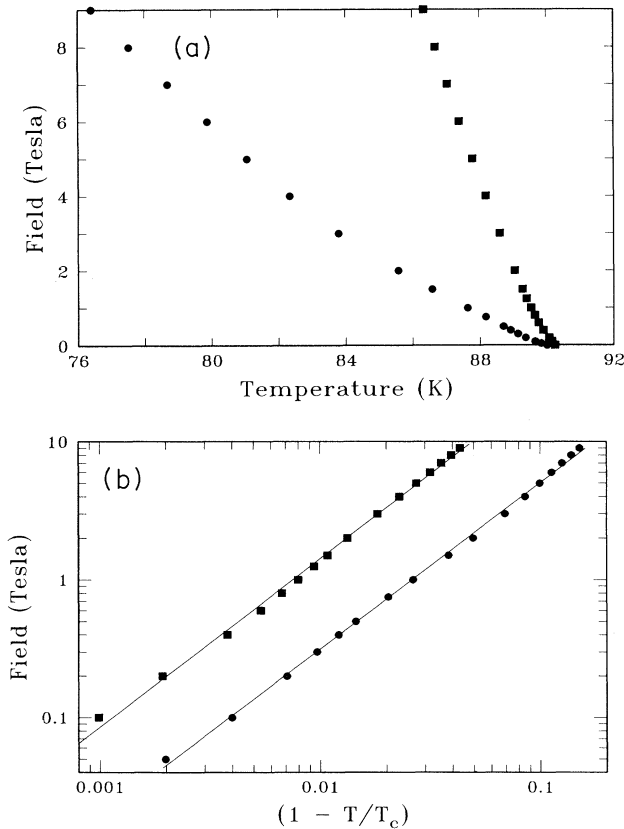 (a)
8
6
4
2
0
Field (Tesla)
76 80 84 88 92
Temperature (K)
(b)
10
1
0.1
Field (Tesla)
0.001 0.01 0.1
(1 - T/Tc)